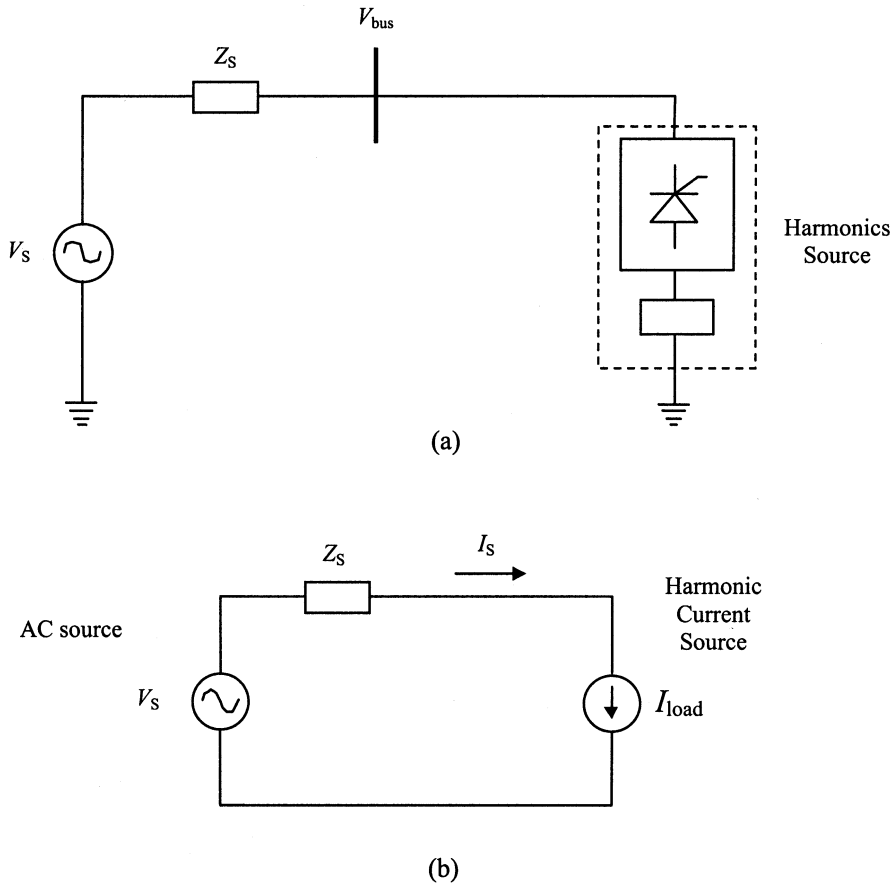 V_bus
Z_S
V_S
Harmonics
Source
(a)
Z_S
I_S
Harmonic
Current
Source
AC source
V_S
I_load
(b)